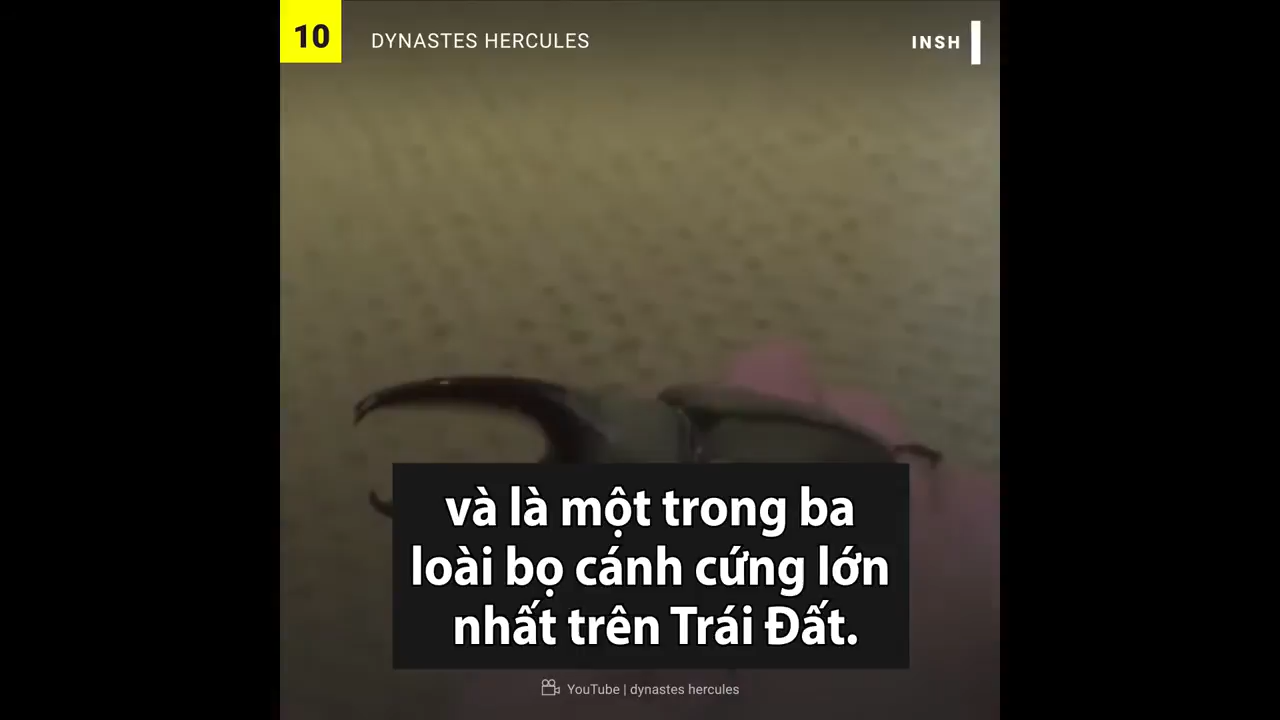 10
DYNASTES HERCULES
INSH
và là một trong ba
loài bọ cánh cứng lớn
nhất trên Trái Đất.
YouTube | dynastes hercules